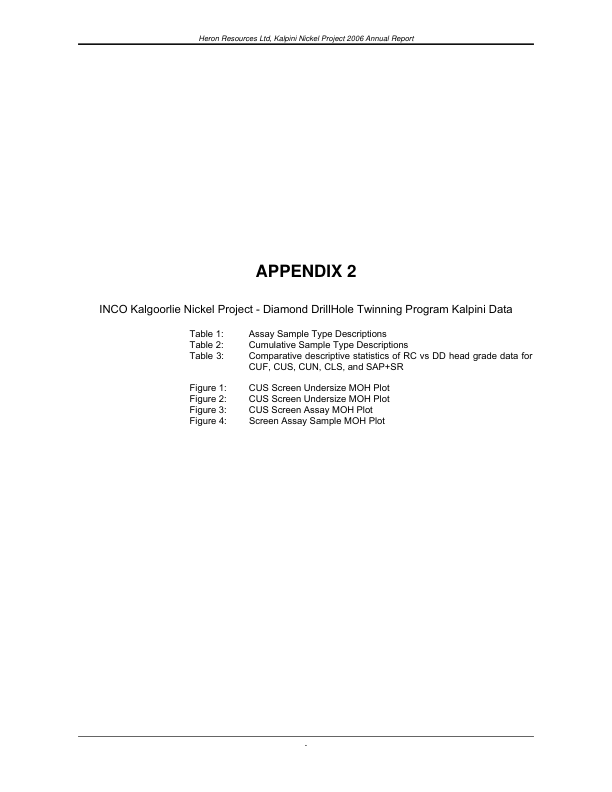 Heron Resources Ltd, Kalpini Nickel Project 2006 Annual Report
APPENDIX 2
INCO Kalgoorlie Nickel Project - Diamond DrillHole Twinning Program Kalpini Data
Table 1: Assay Sample Type Descriptions
Table 2: Cumulative Sample Type Descriptions
Table 3: Comparative descriptive statistics of RC vs DD head grade data for
CUF, CUS, CUN, CLS, and SAP+SR
Figure 1: CUS Screen Undersize MOH Plot
Figure 2: CUS Screen Undersize MOH Plot
Figure 3: CUS Screen Assay MOH Plot
Figure 4: Screen Assay Sample MOH Plot
-